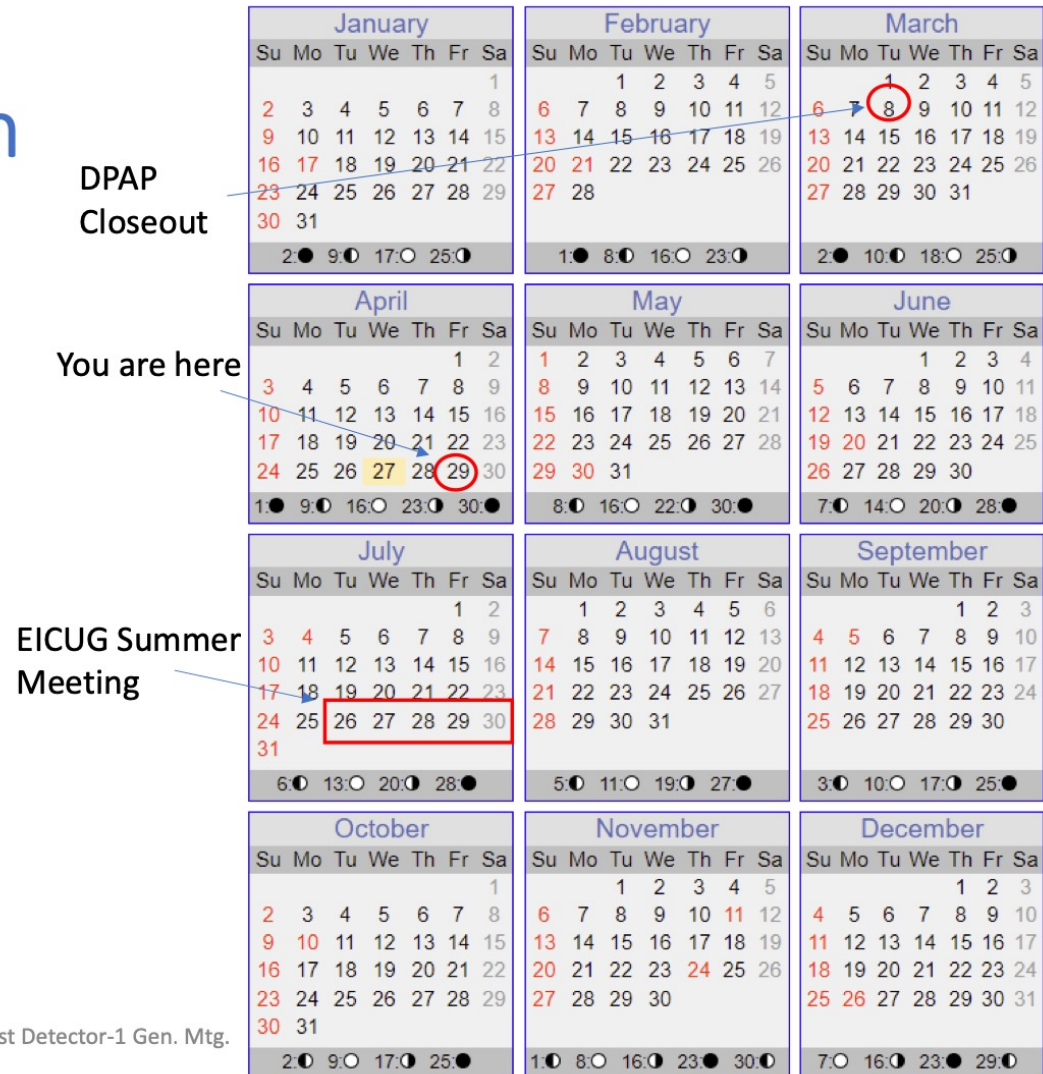 n
DPAP
Closeout
You are here
EICUG Summer
Meeting
st Detector-1 Gen. Mtg.
January
Su Mo Tu We Th Fr Sa
1
2 3 4 5 6 7 8
9 10 11 12 13 14 15
16 17 18 19 20 21 22
23 24 25 26 27 28 29
30 31
2:● 9:◐ 17:○ 25:◑
February
Su Mo Tu We Th Fr Sa
1 2 3 4 5
6 7 8 9 10 11 12
13 14 15 16 17 18 19
20 21 22 23 24 25 26
27 28
1:● 8:◐ 16:○ 23:◑
March
Su Mo Tu We Th Fr Sa
1 2 3 4 5
6 7 8 9 10 11 12
13 14 15 16 17 18 19
20 21 22 23 24 25 26
27 28 29 30 31
2:● 10:◐ 18:○ 25:◑
April
Su Mo Tu We Th Fr Sa
1 2
3 4 5 6 7 8 9
10 11 12 13 14 15 16
17 18 19 20 21 22 23
24 25 26 27 28 29 30
1:● 9:◐ 16:○ 23:◑ 30:●
May
Su Mo Tu We Th Fr Sa
1 2 3 4 5 6 7
8 9 10 11 12 13 14
15 16 17 18 19 20 21
22 23 24 25 26 27 28
29 30 31
8:◐ 16:○ 22:◑ 30:●
June
Su Mo Tu We Th Fr Sa
1 2 3 4
5 6 7 8 9 10 11
12 13 14 15 16 17 18
19 20 21 22 23 24 25
26 27 28 29 30
7:◐ 14:○ 20:◑ 28:●
July
Su Mo Tu We Th Fr Sa
1 2
3 4 5 6 7 8 9
10 11 12 13 14 15 16
17 18 19 20 21 22 23
24 25 26 27 28 29 30
31
6:◐ 13:○ 20:◑ 28:●
August
Su Mo Tu We Th Fr Sa
1 2 3 4 5 6
7 8 9 10 11 12 13
14 15 16 17 18 19 20
21 22 23 24 25 26 27
28 29 30 31
5:◐ 11:○ 19:◑ 27:●
September
Su Mo Tu We Th Fr Sa
1 2 3
4 5 6 7 8 9 10
11 12 13 14 15 16 17
18 19 20 21 22 23 24
25 26 27 28 29 30
3:◐ 10:○ 17:◑ 25:●
October
Su Mo Tu We Th Fr Sa
1
2 3 4 5 6 7 8
9 10 11 12 13 14 15
16 17 18 19 20 21 22
23 24 25 26 27 28 29
30 31
2:◐ 9:○ 17:◑ 25:●
November
Su Mo Tu We Th Fr Sa
1 2 3 4 5
6 7 8 9 10 11 12
13 14 15 16 17 18 19
20 21 22 23 24 25 26
27 28 29 30
1:◐ 8:○ 16:◑ 23:● 30:◐
December
Su Mo Tu We Th Fr Sa
1 2 3
4 5 6 7 8 9 10
11 12 13 14 15 16 17
18 19 20 21 22 23 24
25 26 27 28 29 30 31
7:○ 16:◑ 23:● 29:◐